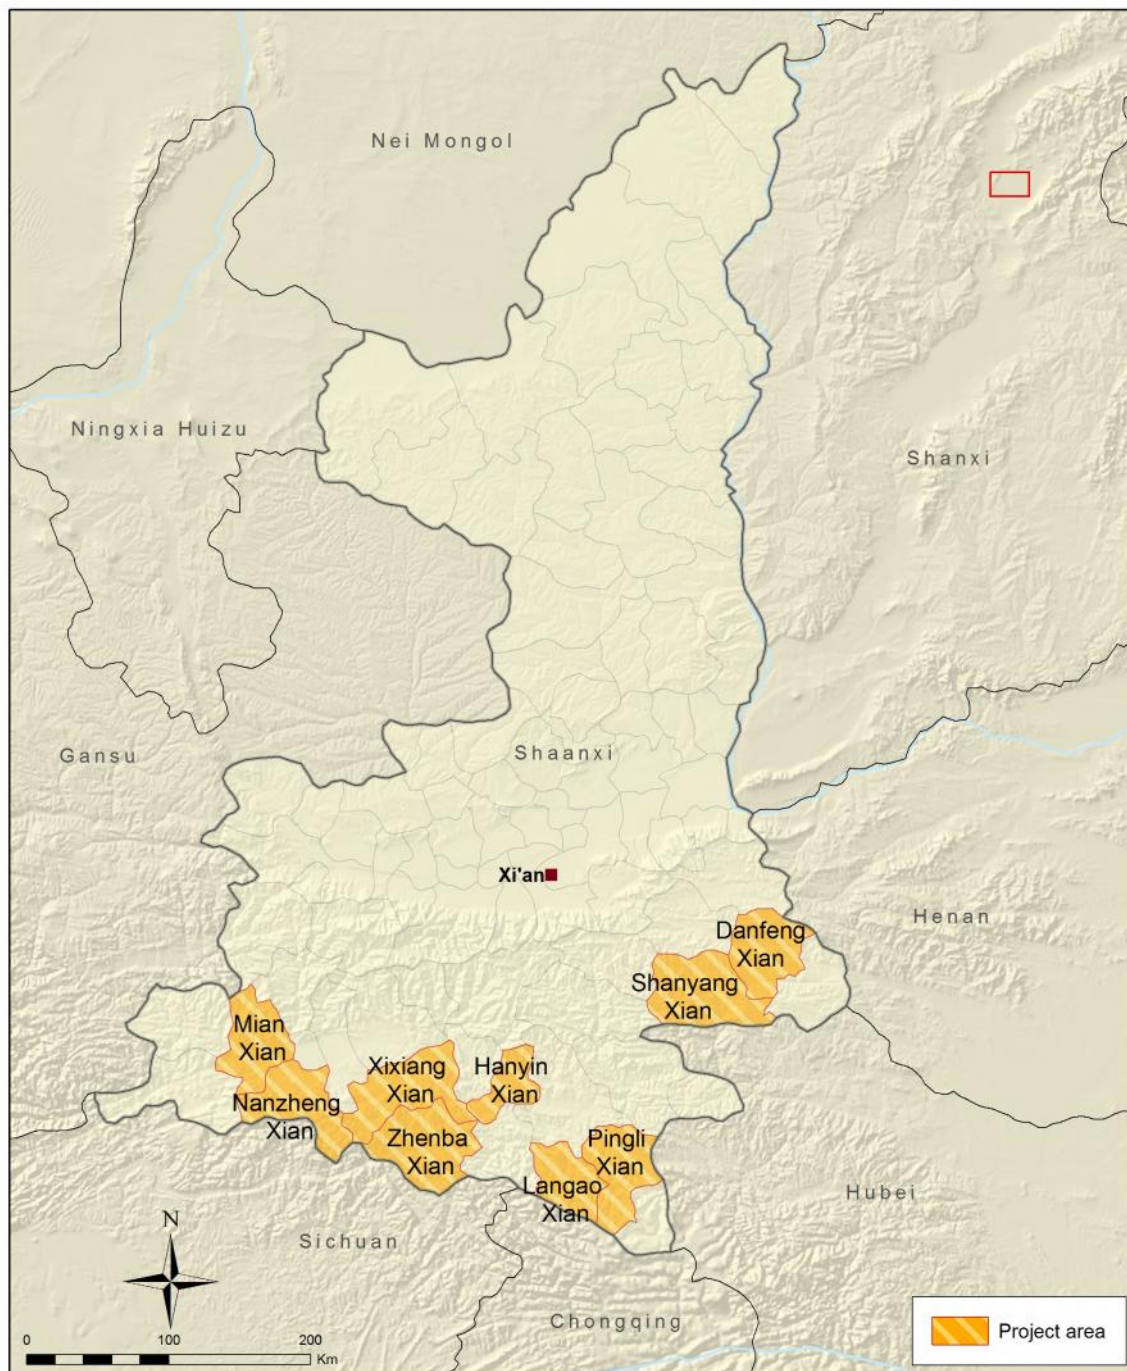 Nei Mongol
Ningxia Huizu
Shanxi
Gansu
Shaanxi
Xi'an
Henan
Danfeng
Xian
Shanyang
Xian
Mian
Xian
Xixiang
Xian
Hanyin
Xian
Nanzheng
Xian
Zhenba
Xian
Pingli
Xian
Langao
Xian
Hubei
Sichuan
Chongqing
N
0 100 200
Km
Project area